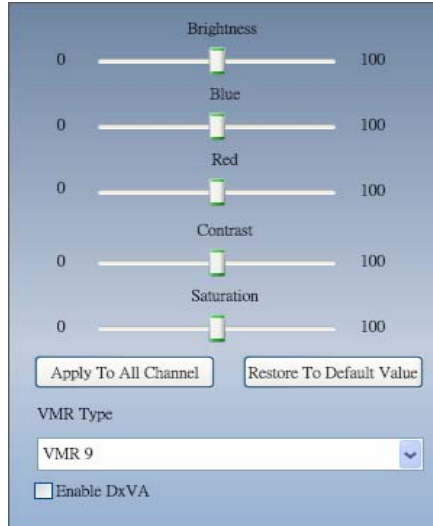 Brightness
0 100
Blue
0 100
Red
0 100
Contrast
0 100
Saturation
0 100
Apply To All Channel Restore To Default Value
VMR Type
VMR 9
Enable DxVA